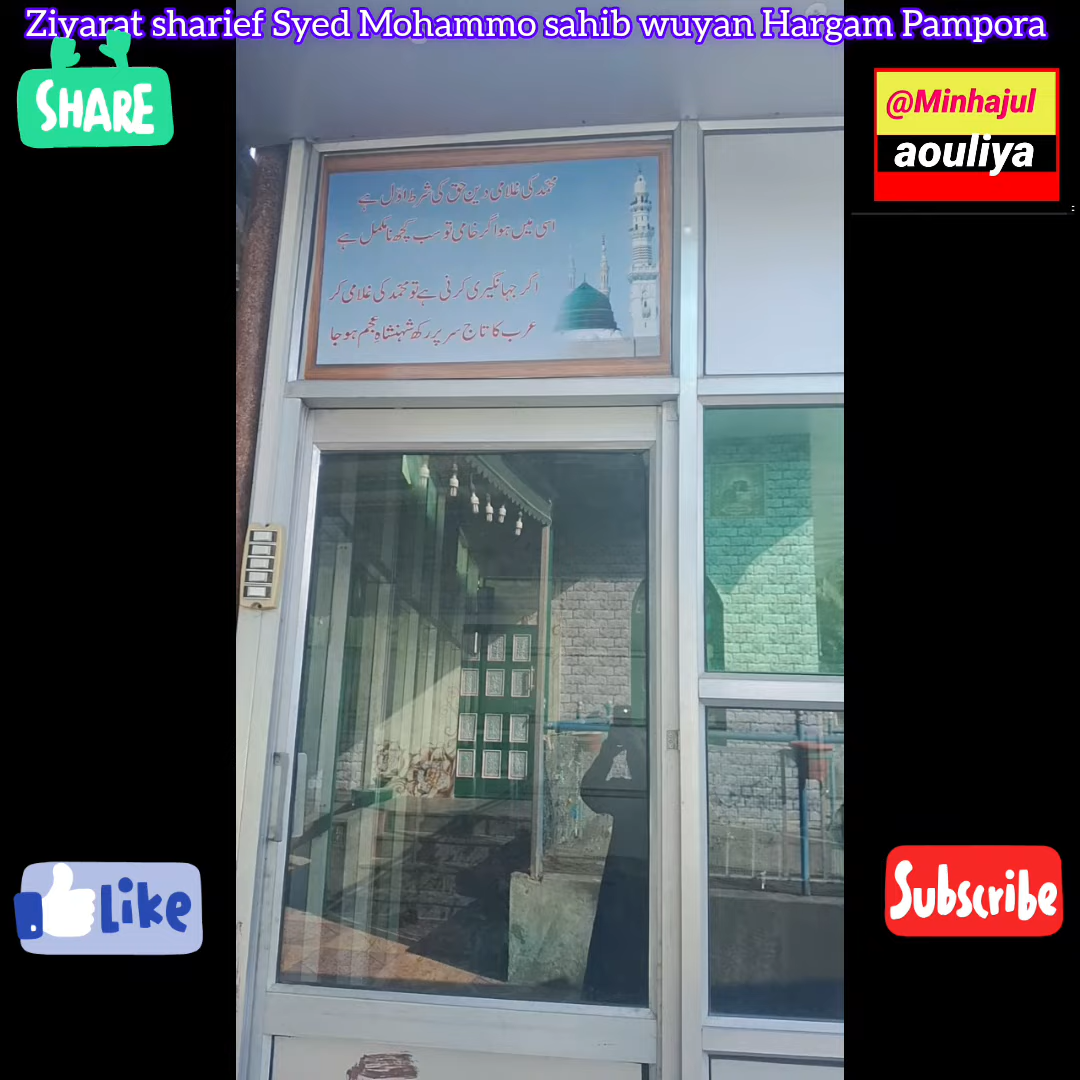 Ziyarat sharief Syed Mohammo sahib wuyan Hargam Pampora
SHARE
@Minhajul
aouliya
محمد کی غلامی دین حق کی شرط اوّل ہے
اسی میں ہو اگر خامی تو سب کچھ نامکمل ہے
اگر جہانگیری کرنی ہے تو محمد کی غلامی کر
عرب کا تاج سر پر رکھ شہنشاہِ عجم ہو جا
Like
Subscribe